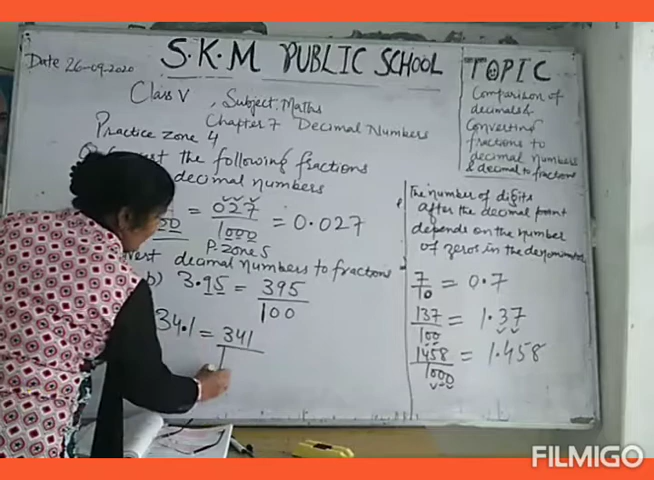 Date 26-09-2020
S.K.M PUBLIC SCHOOL
Class V, Subject. Maths
Chapter 7 Decimal Numbers
Practice Zone 4
the following fractions
decimal numbers
= 027/1000 = 0.027
P. Zone 5
decimal numbers to fractions
b) 3.95 = 395/100
34.1 = 341/1
TOPIC
Comparison of
decimals &
Converting
fractions to
decimal numbers
& decimal to fractions
The number of digits
after the decimal point
depends on the number
of zeros in the denominator
7/10 = 0.7
137/100 = 1.37
1458/1000 = 1.458
FILMIGO